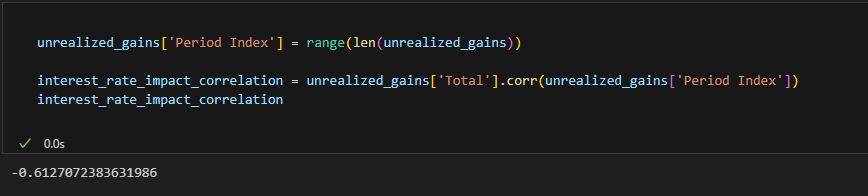 unrealized_gains['Period Index'] = range(len(unrealized_gains))
interest_rate_impact_correlation = unrealized_gains['Total'].corr(unrealized_gains['Period Index'])
interest_rate_impact_correlation
0.0s
-0.6127072383631986